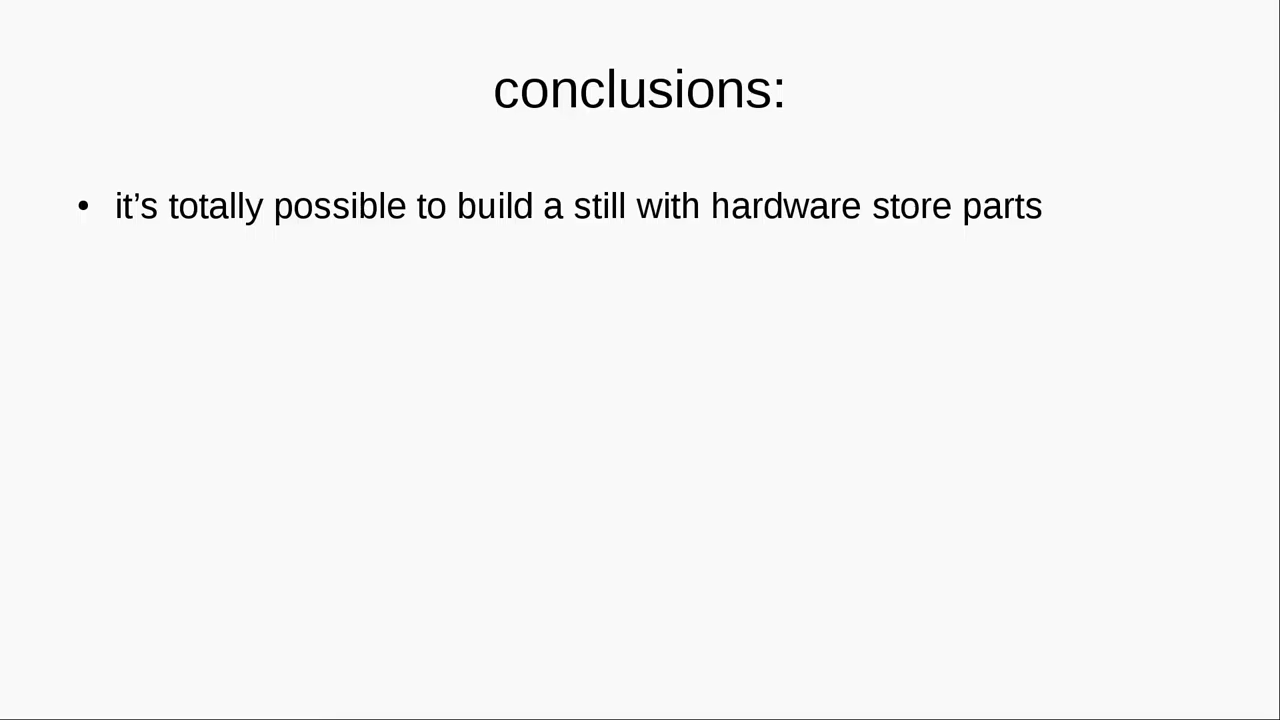 conclusions:
• it’s totally possible to build a still with hardware store parts